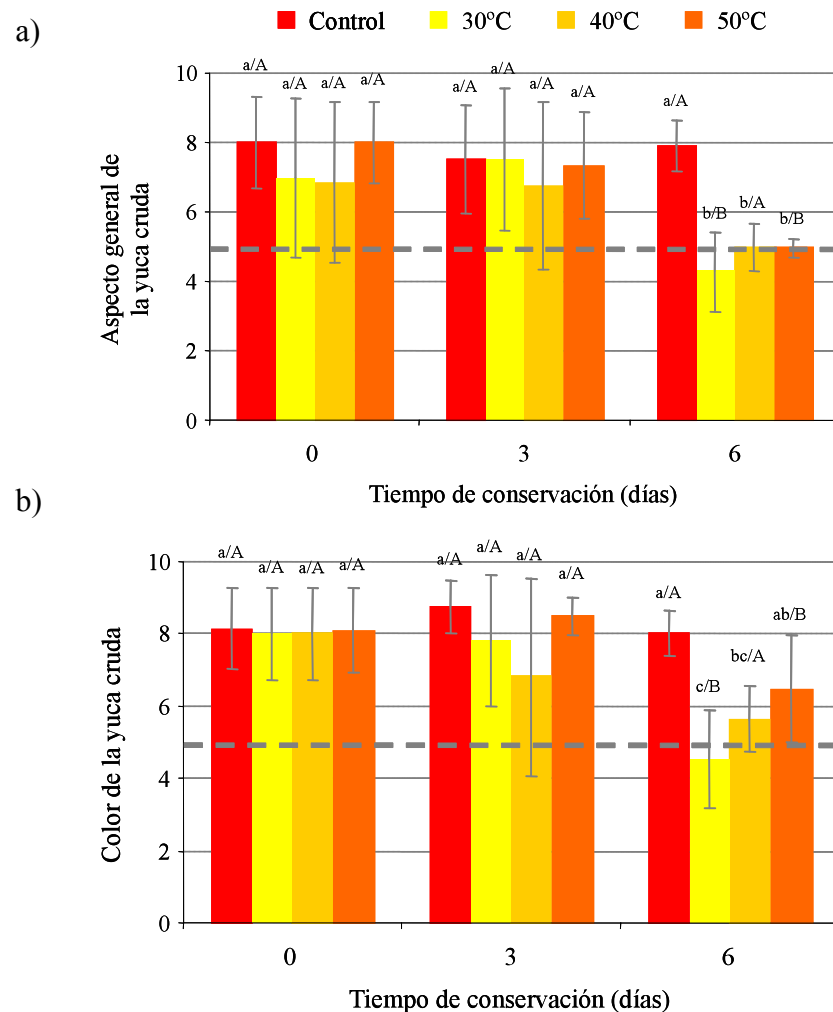 Control 30ºC 40ºC 50ºC
a)
10
8
6
4
2
0
Aspecto general de
la yuca cruda
a/A a/A a/A a/A
a/A a/A a/A a/A
a/A b/B b/A b/B
0 3 6
Tiempo de conservación (días)
b)
10
8
6
4
2
0
Color de la yuca cruda
a/A a/A a/A a/A
a/A a/A a/A a/A
a/A c/B bc/A ab/B
0 3 6
Tiempo de conservación (días)